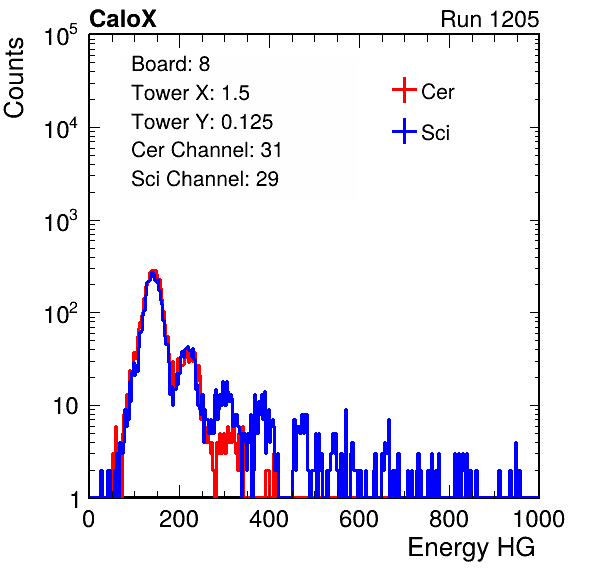 CaloX Run 1205
Counts
10^5
10^4
10^3
10^2
10
1
Board: 8
Tower X: 1.5
Tower Y: 0.125
Cer Channel: 31
Sci Channel: 29
Cer
Sci
0 200 400 600 800 1000
Energy HG